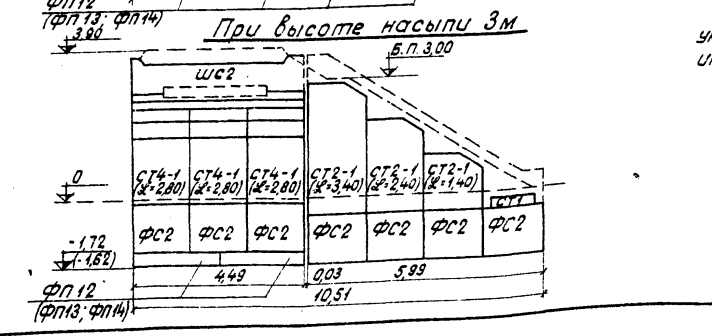 ФП12
(ФП13; ФП14)
При высоте насыпи 3м
3,90
Б.П. 3,00
ШС2
0
СТ4-1 СТ4-1 СТ4-1 СТ2-1 СТ2-1 СТ2-1
(ℒ=2,80) (ℒ=2,80) (ℒ=2,80) (ℒ=3,40) (ℒ=2,40) (ℒ=1,40)
СТ1
ФС2 ФС2 ФС2 ФС2 ФС2 ФС2 ФС2
-1,72
(-1,62)
4,49 0,03 5,99
10,51
ФП12
(ФП13; ФП14)